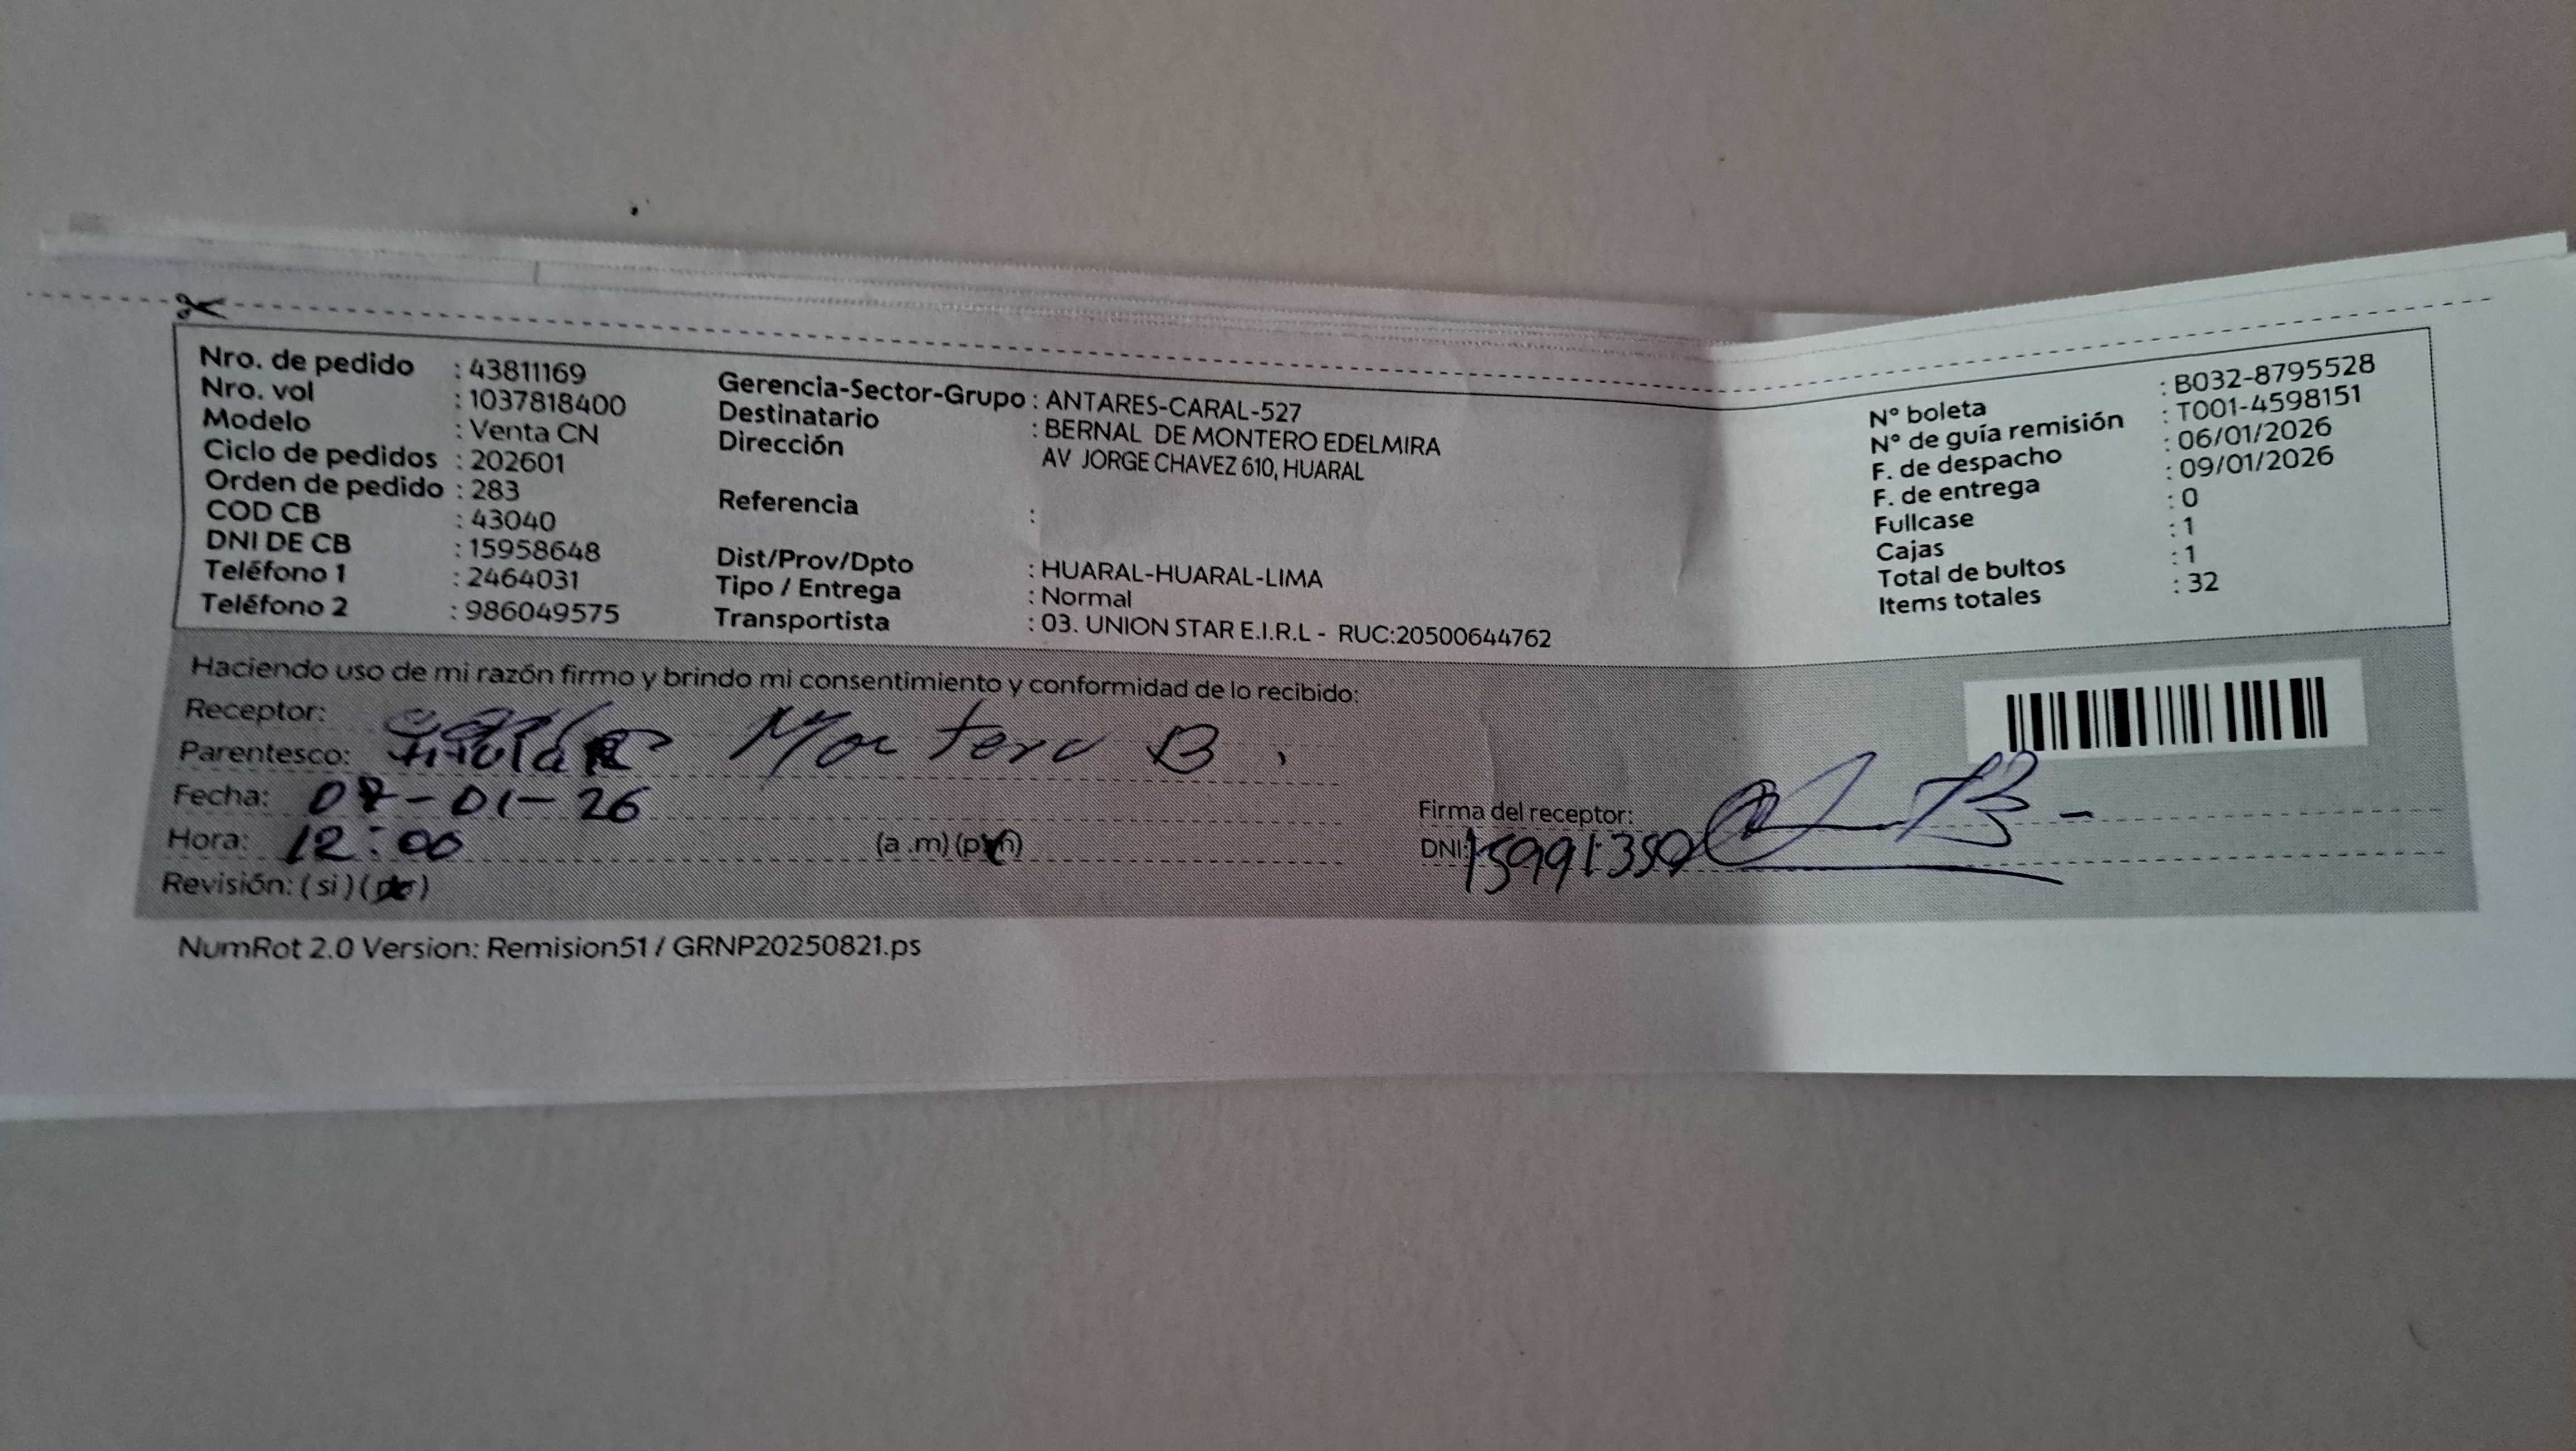 Nro. de pedido : 43811169
Nro. vol : 1037818400
Modelo : Venta CN
Ciclo de pedidos : 202601
Orden de pedido : 283
COD CB : 43040
DNI DE CB : 15958648
Teléfono 1 : 2464031
Teléfono 2 : 986049575
Gerencia-Sector-Grupo : ANTARES-CARAL-527
Destinatario : BERNAL DE MONTERO EDELMIRA
Dirección AV JORGE CHAVEZ 610, HUARAL
Referencia :
Dist/Prov/Dpto : HUARAL-HUARAL-LIMA
Tipo / Entrega : Normal
Transportista : 03. UNION STAR E.I.R.L - RUC:20500644762
N° boleta : B032-8795528
N° de guía remisión : T001-4598151
F. de despacho : 06/01/2026
F. de entrega : 09/01/2026
Fullcase : 0
Cajas : 1
Total de bultos : 1
Items totales : 32
Haciendo uso de mi razón firmo y brindo mi consentimiento y conformidad de lo recibido:
Receptor: Montero B.
Parentesco: titular
Fecha: 07-01-26
Hora: 12:00 (a .m) (p.m)
Revisión: ( si ) ( no )
Firma del receptor:
DNI: 15991350
NumRot 2.0 Version: Remision51 / GRNP20250821.ps